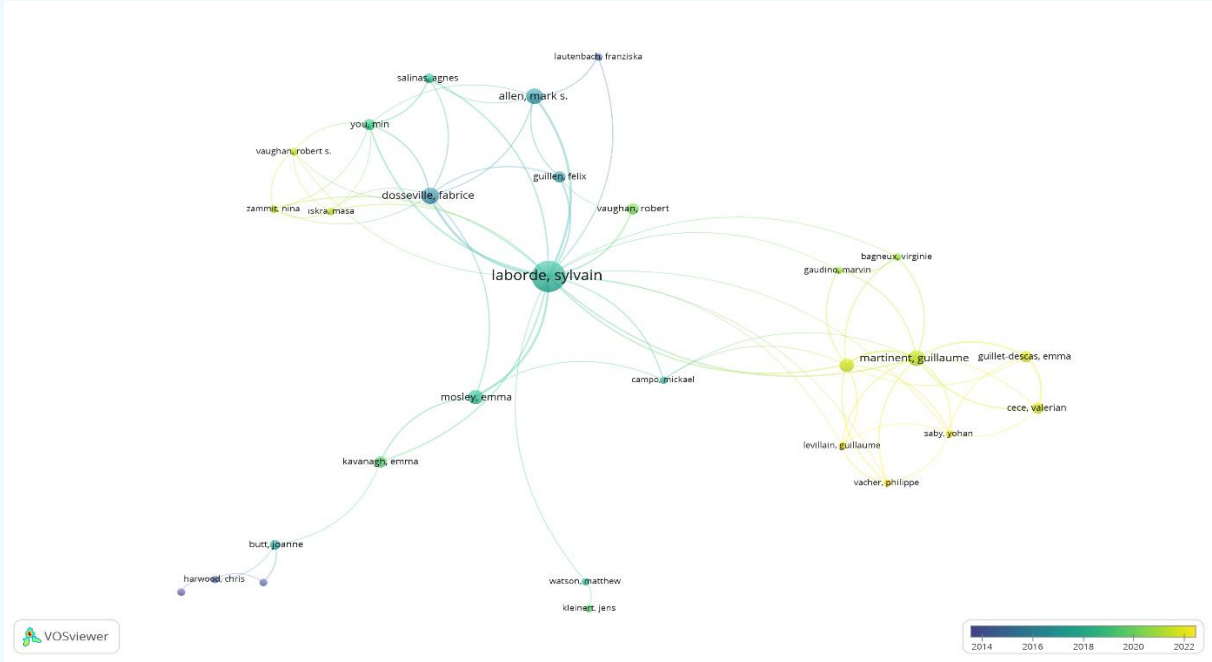 lautenbach, franziska
salinas, agnes
allen, mark s.
you, min
vaughan, robert s.
guillen, felix
dosseville, fabrice
zammit, nina
iskra, masa
vaughan, robert
bagneux, virginie
gaudino, marvin
laborde, sylvain
martinent, guillaume
guillet-descas, emma
campo, mickael
mosley, emma
cece, valerian
saby, yohan
levillain, guillaume
kavanagh, emma
vacher, philippe
butt, joanne
harwood, chris
watson, matthew
kleinert, jens
VOSviewer
2014 2016 2018 2020 2022